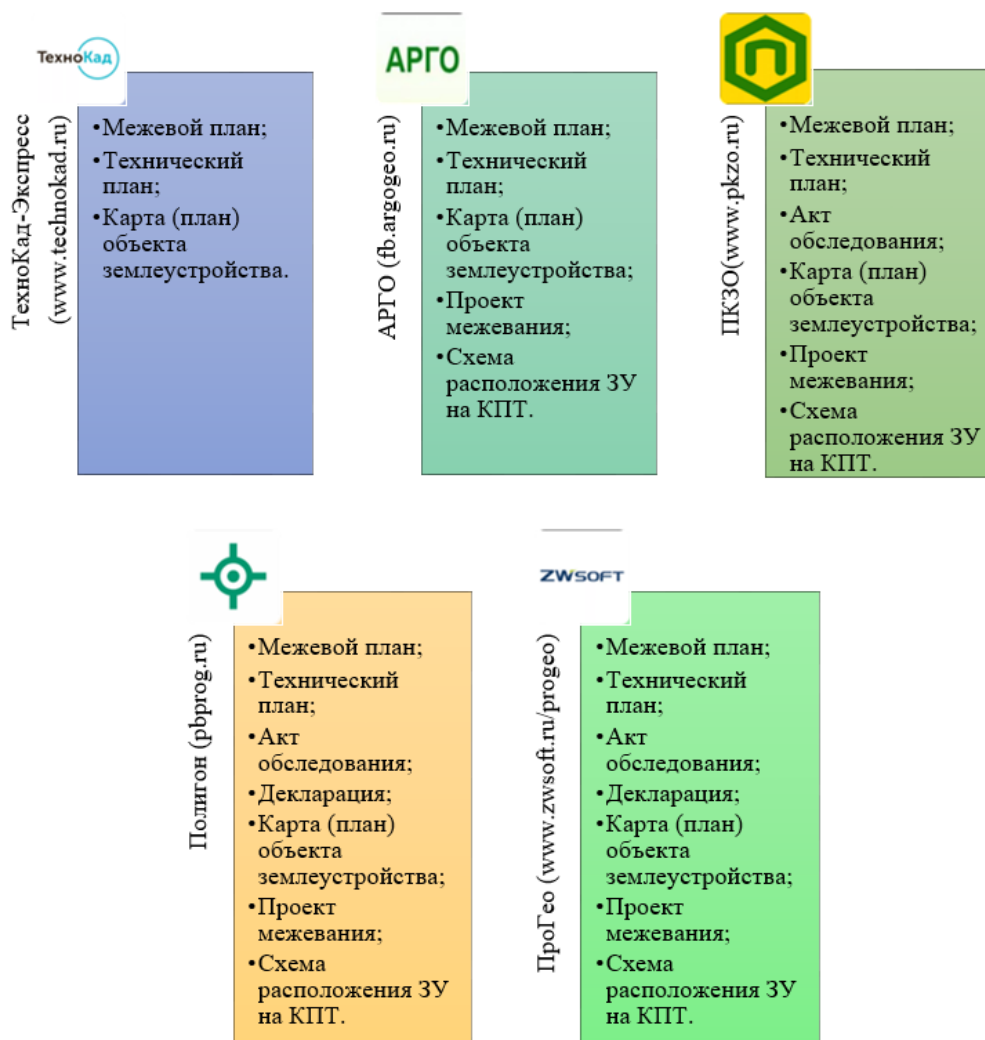 ТехноКад
ТехноКад-Экспресс
(www.technokad.ru)
•Межевой план;
•Технический
план;
•Карта (план)
объекта
землеустройства.
АРГО
АРГО (fb.argogeo.ru)
•Межевой план;
•Технический
план;
•Карта (план)
объекта
землеустройства;
•Проект
межевания;
•Схема
расположения ЗУ
на КПТ.
П
ПКЗО(www.pkzo.ru)
•Межевой план;
•Технический
план;
•Акт
обследования;
•Карта (план)
объекта
землеустройства;
•Проект
межевания;
•Схема
расположения ЗУ
на КПТ.
Полигон (pbprog.ru)
•Межевой план;
•Технический
план;
•Акт
обследования;
•Декларация;
•Карта (план)
объекта
землеустройства;
•Проект
межевания;
•Схема
расположения ЗУ
на КПТ.
ZWSOFT
ПроГео (www.zwsoft.ru/progeo)
•Межевой план;
•Технический
план;
•Акт
обследования;
•Декларация;
•Карта (план)
объекта
землеустройства;
•Проект
межевания;
•Схема
расположения ЗУ
на КПТ.